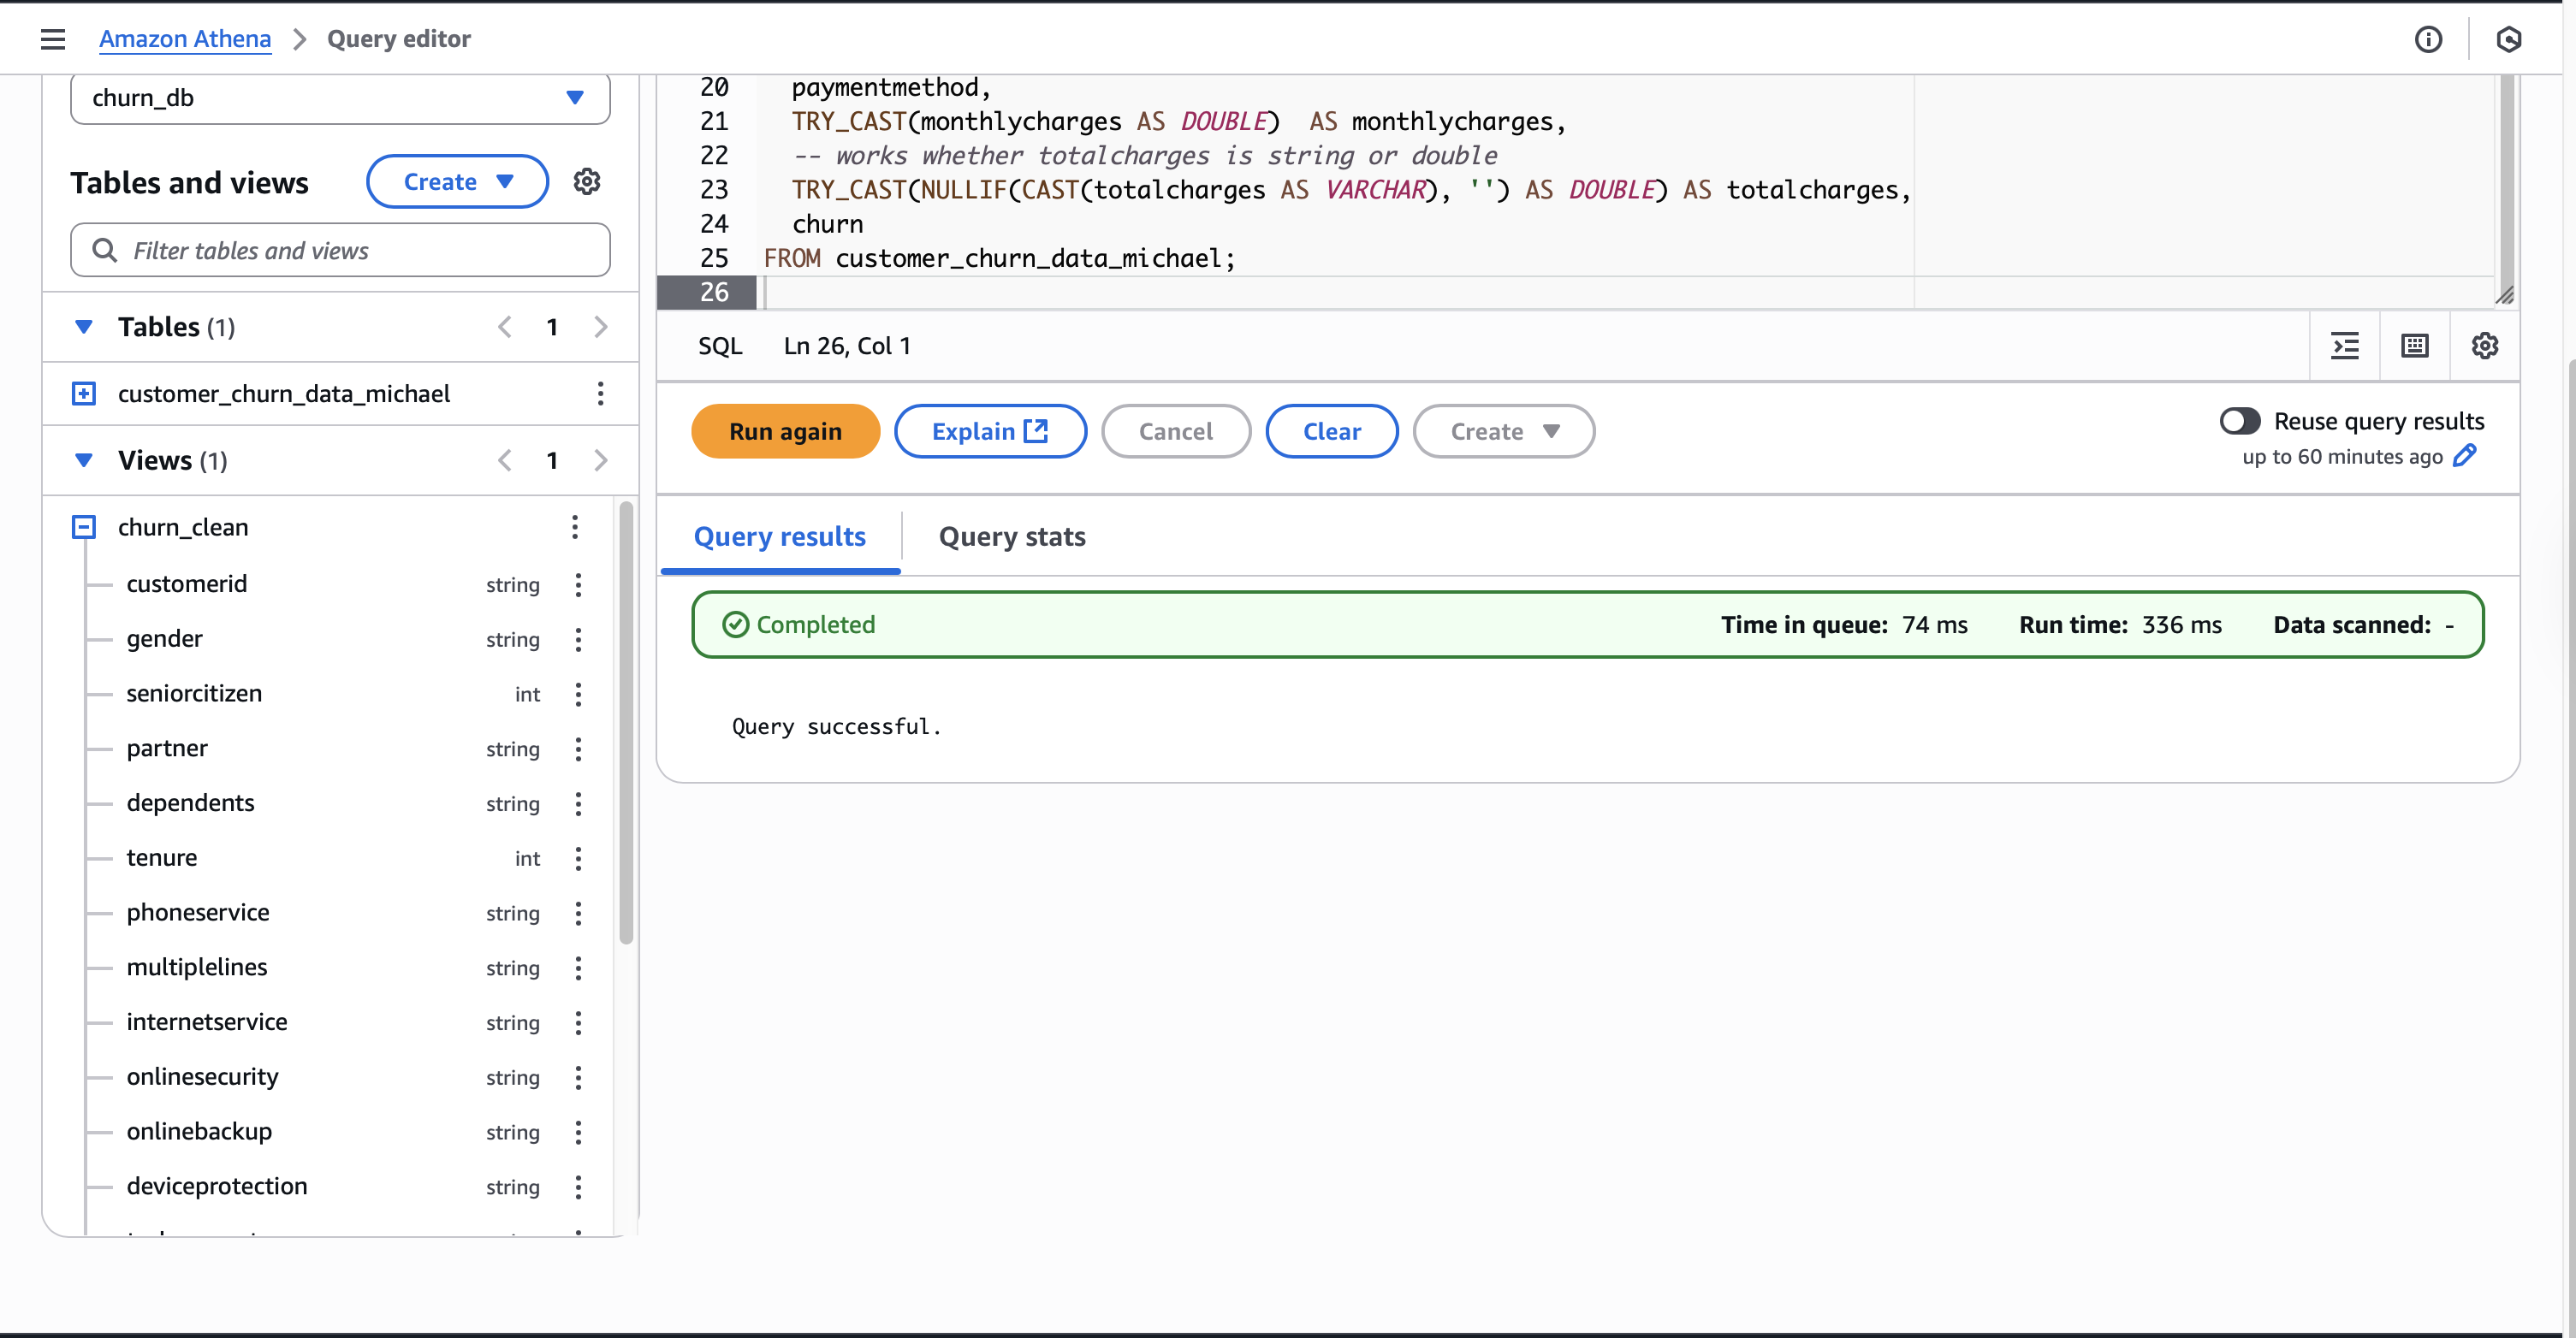 Amazon Athena > Query editor
churn_db
Tables and views
Create
Filter tables and views
Tables (1)
1
customer_churn_data_michael
Views (1)
1
churn_clean
customerid string
gender string
seniorcitizen int
partner string
dependents string
tenure int
phoneservice string
multiplelines string
internetservice string
onlinesecurity string
onlinebackup string
deviceprotection string
20 paymentmethod,
21 TRY_CAST(monthlycharges AS DOUBLE)  AS monthlycharges,
22 -- works whether totalcharges is string or double
23 TRY_CAST(NULLIF(CAST(totalcharges AS VARCHAR), '') AS DOUBLE) AS totalcharges,
24 churn
25 FROM customer_churn_data_michael;
26
SQL Ln 26, Col 1
Run again Explain Cancel Clear Create
Reuse query results
up to 60 minutes ago
Query results Query stats
Completed Time in queue: 74 ms Run time: 336 ms Data scanned: -
Query successful.